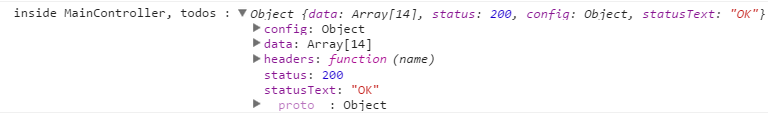 inside MainController, todos : ▼Object {data: Array[14], status: 200, config: Object, statusText: "OK"}
▶config: Object
▶data: Array[14]
▶headers: function (name)
status: 200
statusText: "OK"
▶ proto : Object